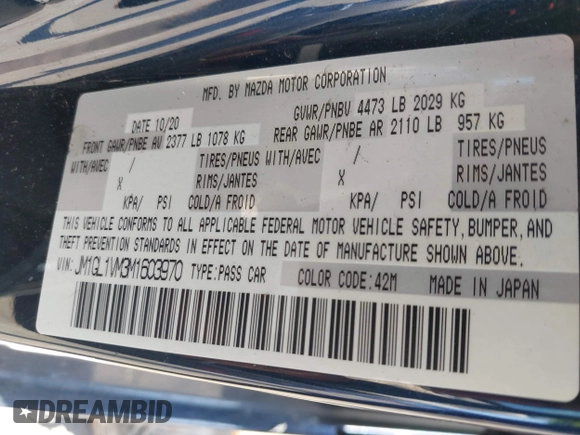 MFD. BY MAZDA MOTOR CORPORATION
DATE 10/20 GVWR/PNBV 4473 LB 2029 KG
FRONT GAWR/PNBE AV 2377 LB 1078 KG REAR GAWR/PNBE AR 2110 LB 957 KG
WITH/AVEC / TIRES/PNEUS WITH/AVEC / TIRES/PNEUS
X RIMS/JANTES X RIMS/JANTES
KPA/ PSI COLD/A FROID KPA/ PSI COLD/A FROID
THIS VEHICLE CONFORMS TO ALL APPLICABLE FEDERAL MOTOR VEHICLE SAFETY, BUMPER, AND
THEFT PREVENTION STANDARDS IN EFFECT ON THE DATE OF MANUFACTURE SHOWN ABOVE.
VIN: JM1GL1VM3M1603970 TYPE: PASS CAR COLOR CODE: 42M MADE IN JAPAN
DREAMBID